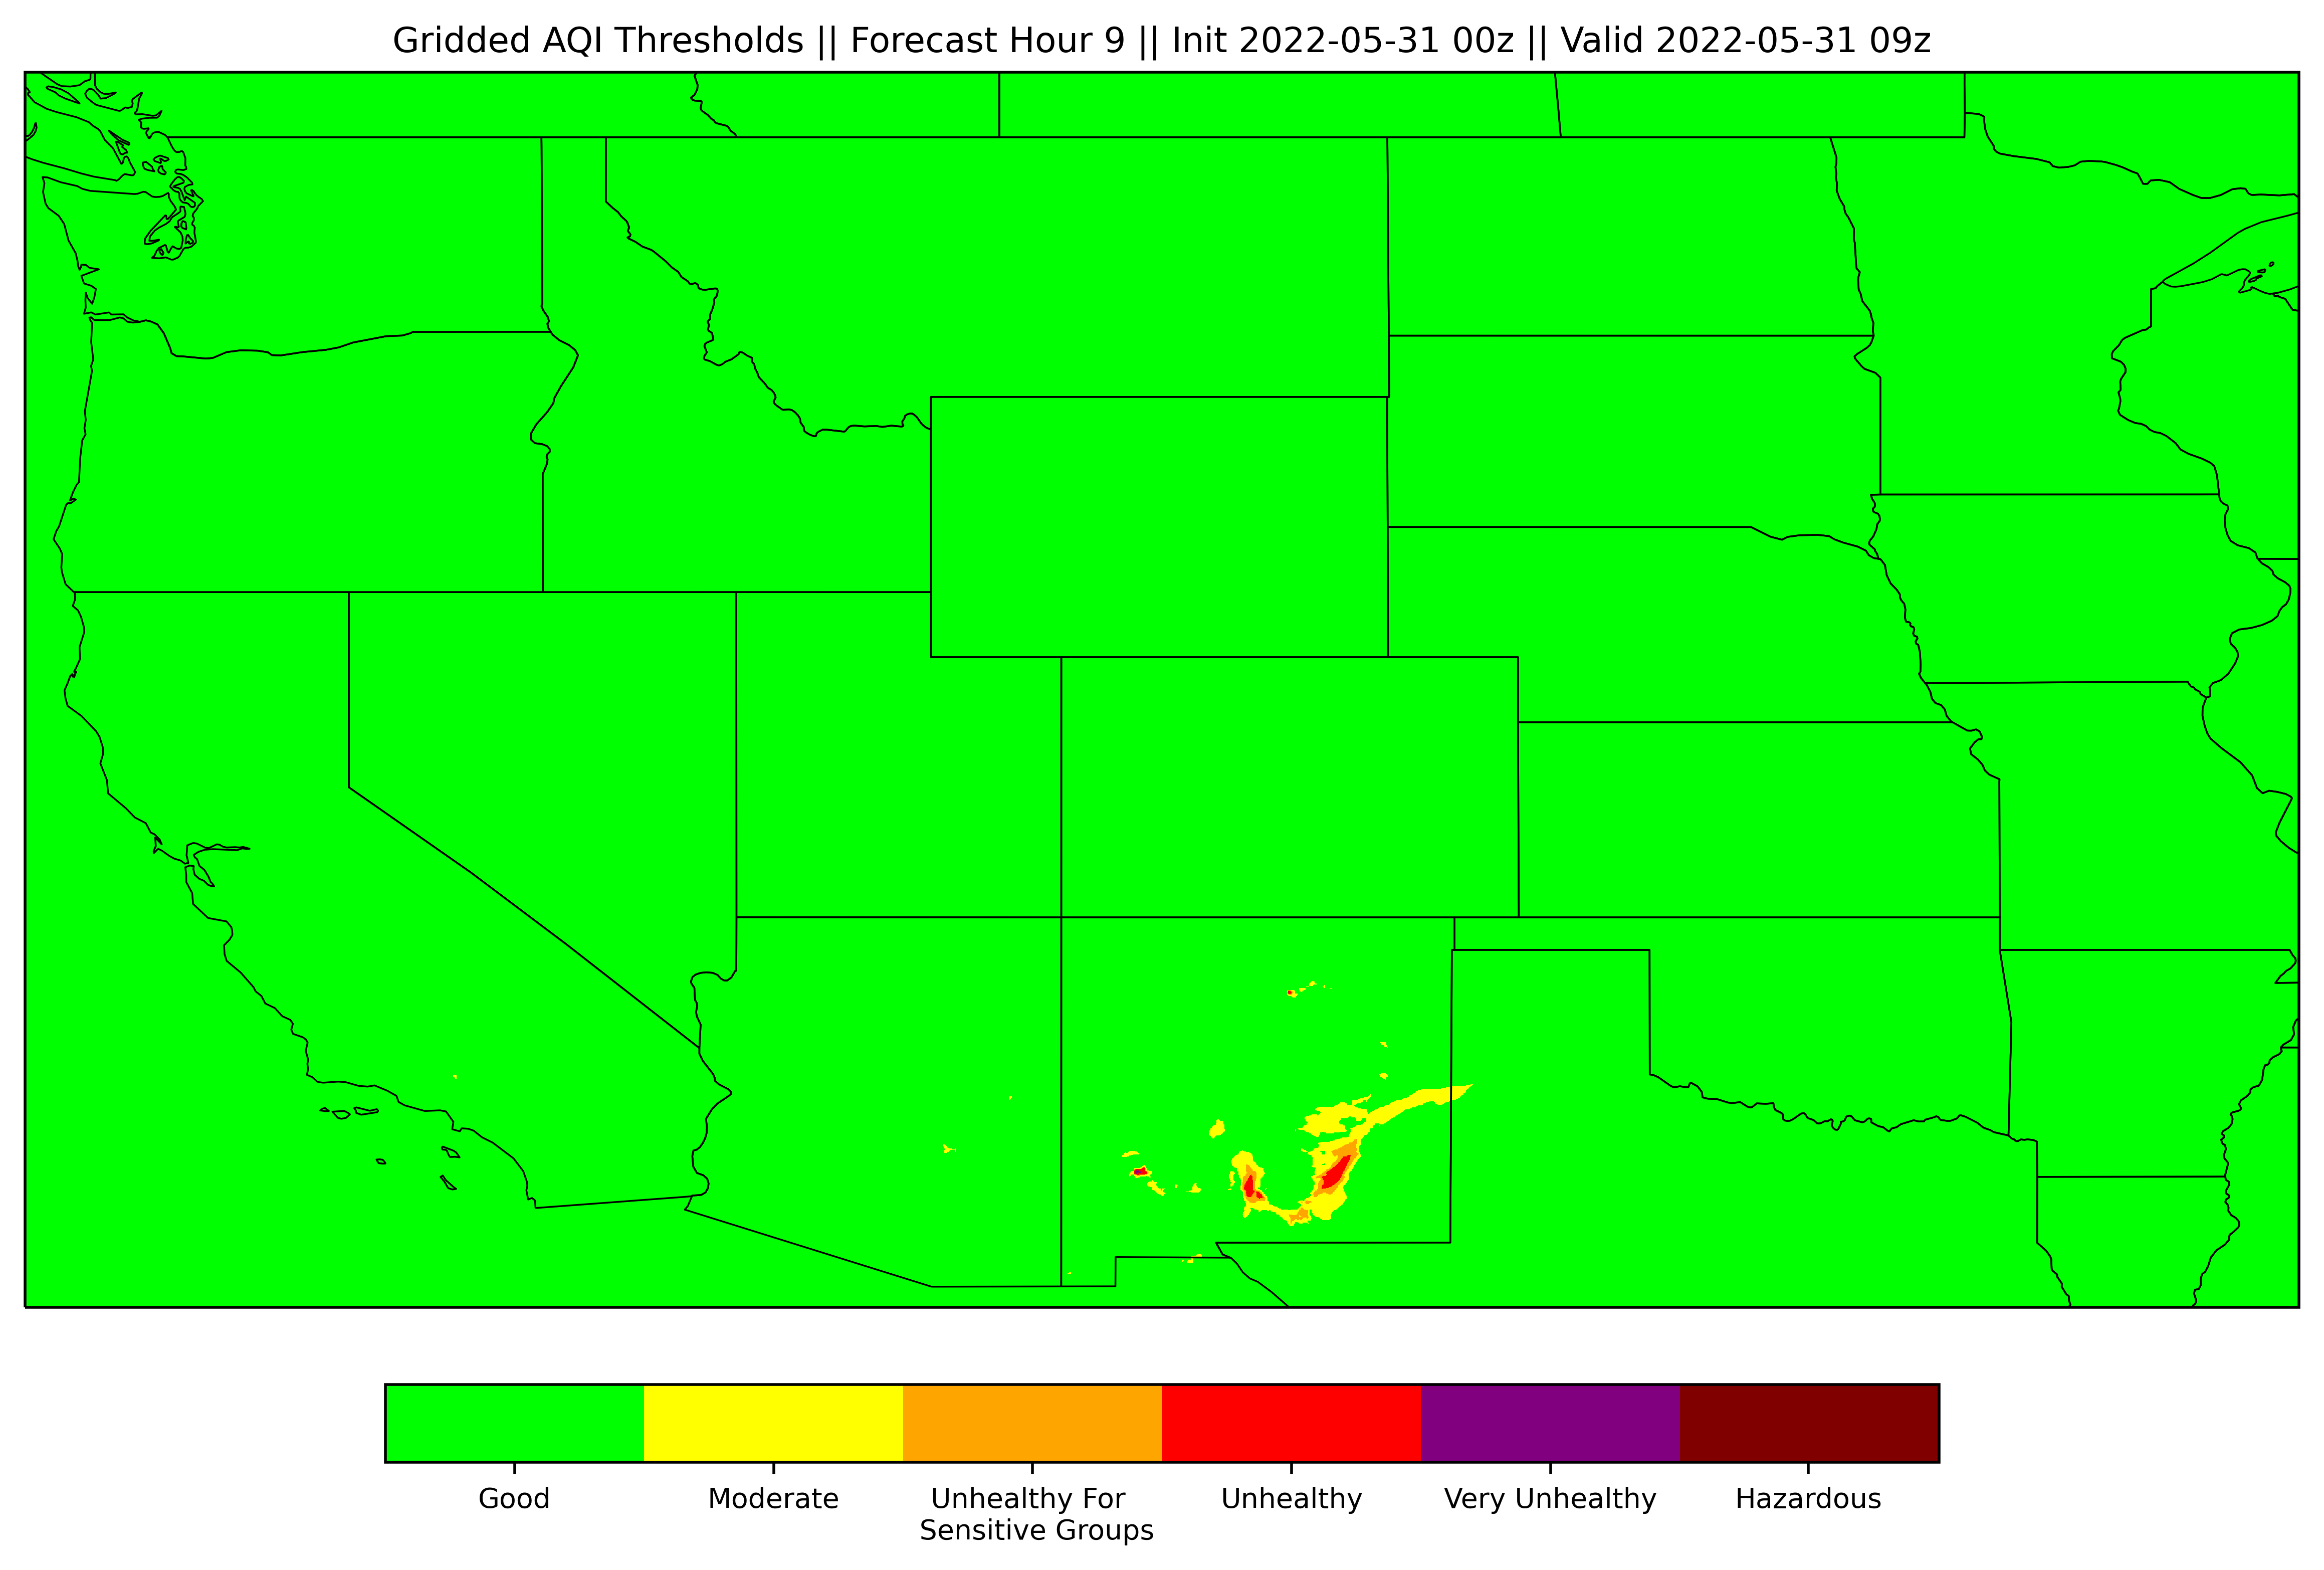 Gridded AQI Thresholds || Forecast Hour 9 || Init 2022-05-31 00z || Valid 2022-05-31 09z
Good
Moderate
Unhealthy For
Sensitive Groups
Unhealthy
Very Unhealthy
Hazardous